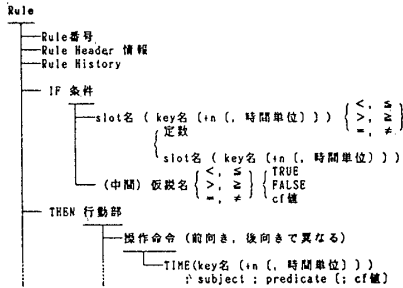 Rule
Rule番号
Rule Header 情報
Rule History
IF 条件
slot名 ( key名 (+n (, 時間単位) ) ) { <, ≦
定数 { >, ≧
{ =, ≠
slot名 ( key名 (+n (, 時間単位) ) )
{ <, ≦ { TRUE
(中間) 仮説名 { >, ≧ { FALSE
{ =, ≠ { cf値
THEN 行動部
操作命令 (前向き, 後向きで異なる)
TIME(key名 (+n (, 時間単位) ) )
; subject ; predicate (; cf値)